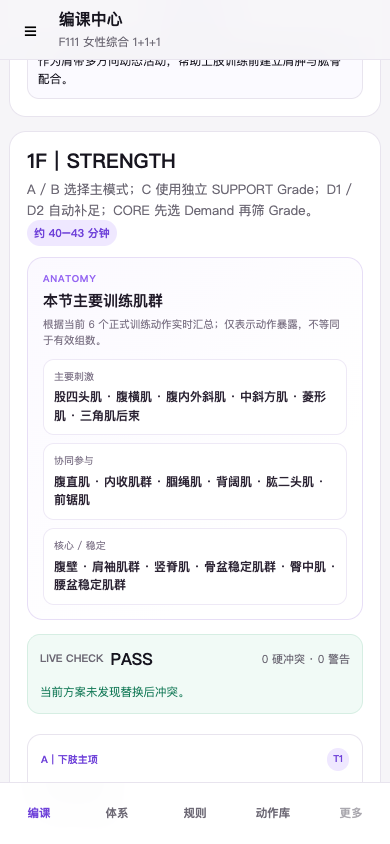 编课中心
F111 女性综合 1+1+1
作为肩带多方向动态活动，帮助上肢训练前建立肩胛与肱骨
配合。
1F｜STRENGTH
A / B 选择主模式；C 使用独立 SUPPORT Grade；D1 /
D2 自动补足；CORE 先选 Demand 再筛 Grade。
约 40–43 分钟
ANATOMY
本节主要训练肌群
根据当前 6 个正式训练动作实时汇总；仅表示动作暴露，不等同
于有效组数。
主要刺激
股四头肌 · 腹横肌 · 腹内外斜肌 · 中斜方肌 · 菱形
肌 · 三角肌后束
协同参与
腹直肌 · 内收肌群 · 腘绳肌 · 背阔肌 · 肱二头肌 ·
前锯肌
核心 / 稳定
腹壁 · 肩袖肌群 · 竖脊肌 · 骨盆稳定肌群 · 臀中肌 ·
腰盆稳定肌群
LIVE CHECK PASS 0 硬冲突 · 0 警告
当前方案未发现替换后冲突。
A｜下肢主项 T1
编课 体系 规则 动作库 更多